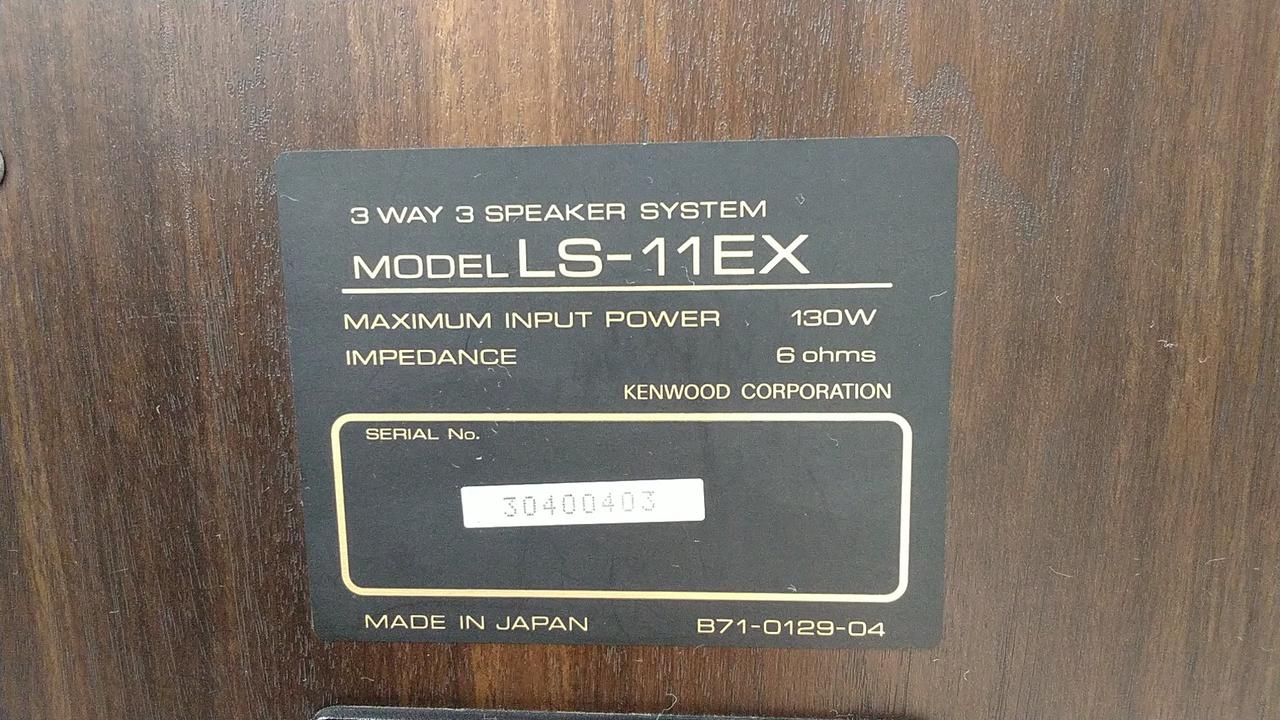 3 WAY 3 SPEAKER SYSTEM
MODEL LS-11EX
MAXIMUM INPUT POWER 130W
IMPEDANCE 6 ohms
KENWOOD CORPORATION
SERIAL No.
30400403
MADE IN JAPAN B71-0129-04